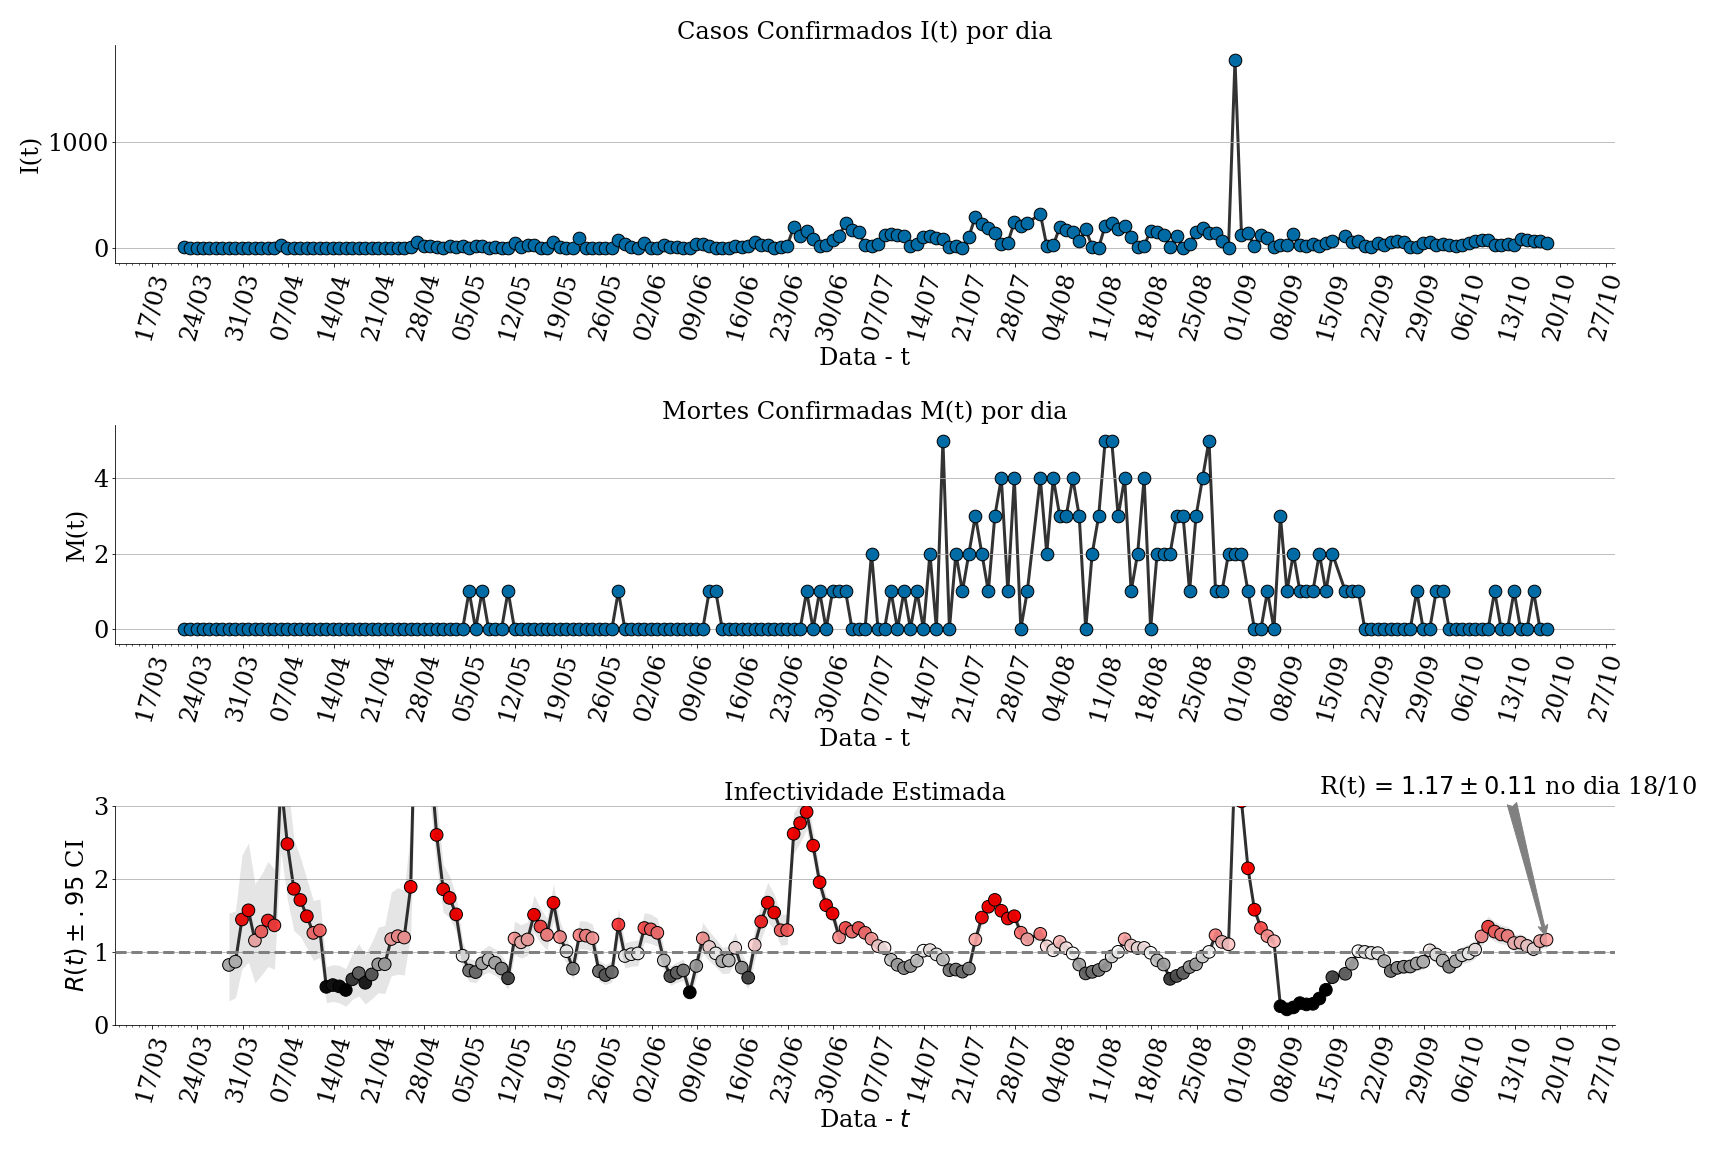 Casos Confirmados I(t) por dia
I(t)
1000
0
17/03 24/03 31/03 07/04 14/04 21/04 28/04 05/05 12/05 19/05 26/05 02/06 09/06 16/06 23/06 30/06 07/07 14/07 21/07 28/07 04/08 11/08 18/08 25/08 01/09 08/09 15/09 22/09 29/09 06/10 13/10 20/10 27/10
Data - t
Mortes Confirmadas M(t) por dia
M(t)
4
2
0
17/03 24/03 31/03 07/04 14/04 21/04 28/04 05/05 12/05 19/05 26/05 02/06 09/06 16/06 23/06 30/06 07/07 14/07 21/07 28/07 04/08 11/08 18/08 25/08 01/09 08/09 15/09 22/09 29/09 06/10 13/10 20/10 27/10
Data - t
Infectividade Estimada
R(t) = 1.17 ± 0.11 no dia 18/10
R(t) ± .95 CI
3
2
1
0
17/03 24/03 31/03 07/04 14/04 21/04 28/04 05/05 12/05 19/05 26/05 02/06 09/06 16/06 23/06 30/06 07/07 14/07 21/07 28/07 04/08 11/08 18/08 25/08 01/09 08/09 15/09 22/09 29/09 06/10 13/10 20/10 27/10
Data - t